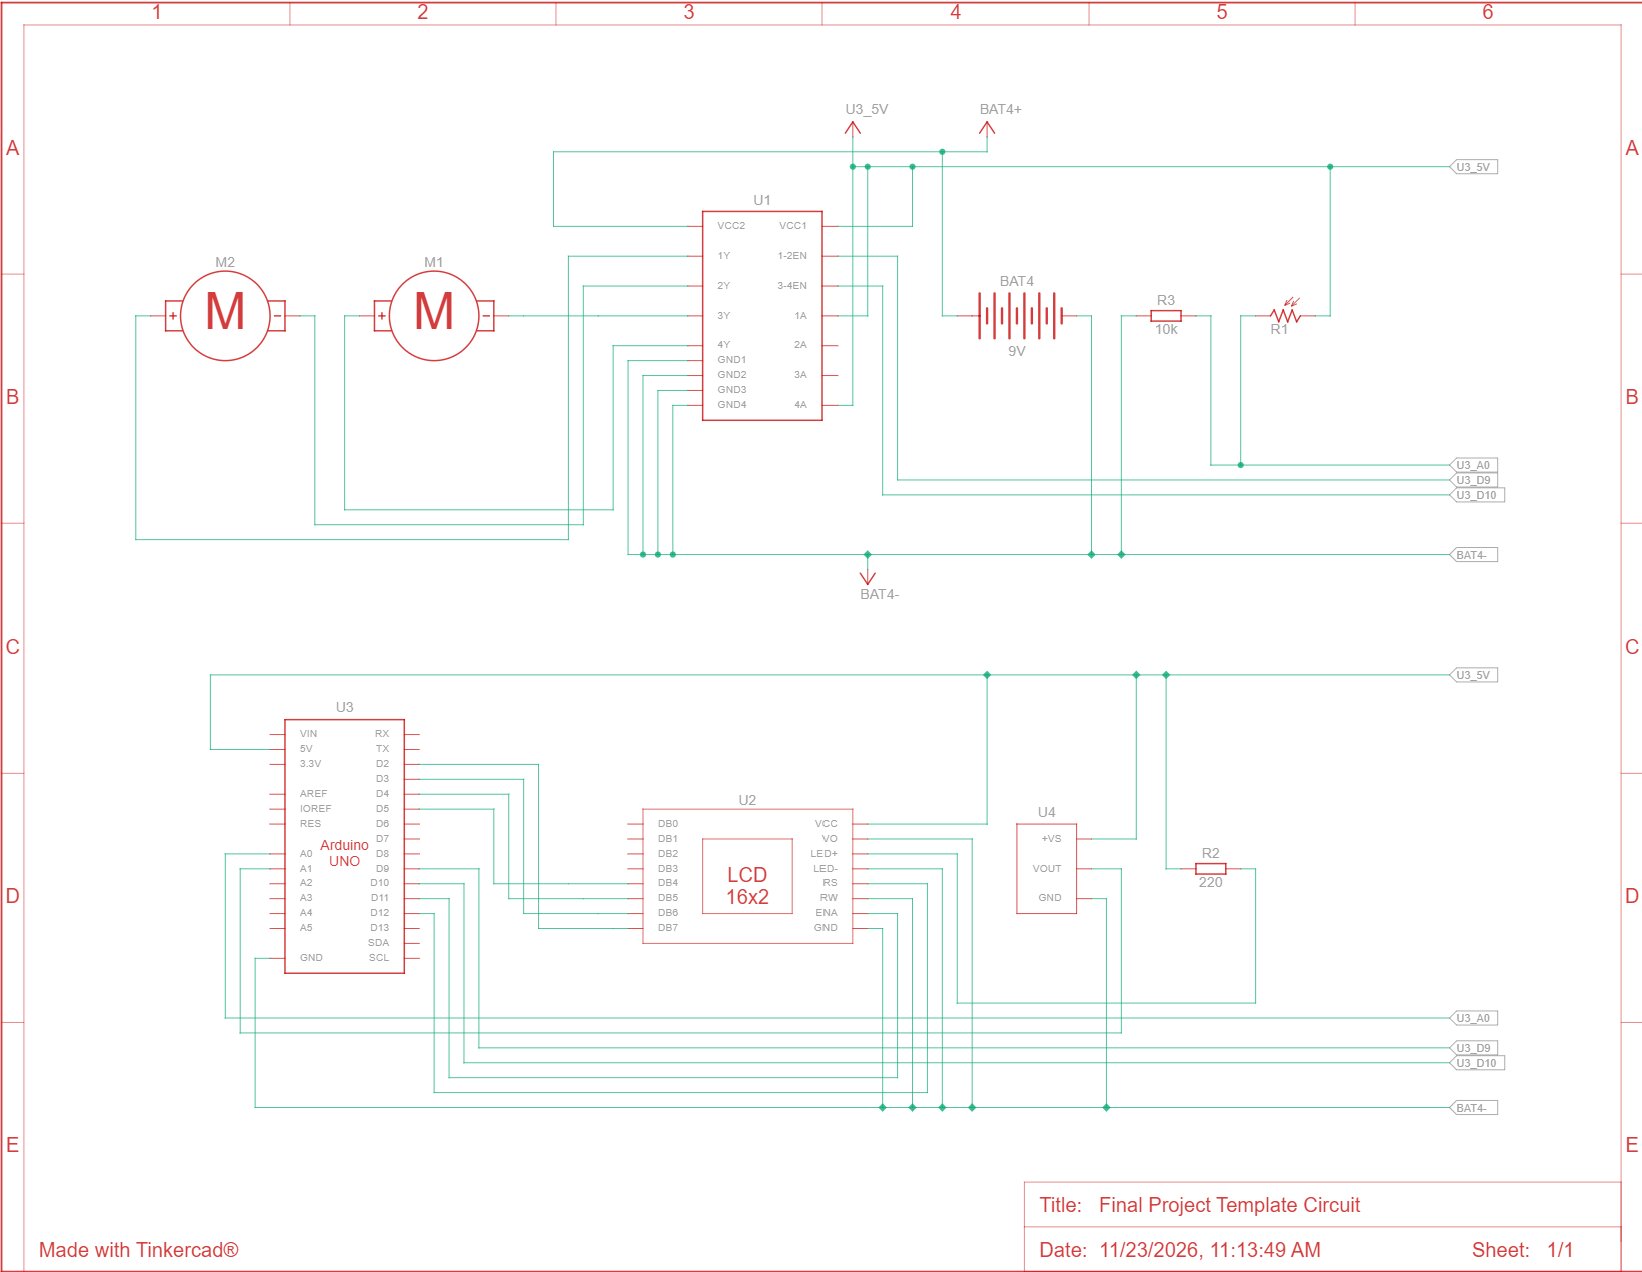 1 2 3 4 5 6
A A
B B
C C
D D
E E
U3_5V BAT4+
U3_5V
U1
VCC2 VCC1
1Y 1-2EN
2Y 3-4EN
3Y 1A
4Y 2A
GND1
GND2 3A
GND3
GND4 4A
M2 M1
+ M - + M -
BAT4
9V
R3
10k
R1
U3_A0
U3_D9
U3_D10
BAT4-
BAT4-
U3_5V
U3
VIN RX
5V TX
3.3V D2
D3
AREF D4
IOREF D5
RES D6
D7
Arduino
UNO
A0 D8
A1 D9
A2 D10
A3 D11
A4 D12
A5 D13
SDA
GND SCL
U2
DB0 VCC
DB1 VO
DB2 LED+
DB3 LED-
DB4 RS
DB5 RW
DB6 ENA
DB7 GND
LCD
16x2
U4
+VS
VOUT
GND
R2
220
U3_A0
U3_D9
U3_D10
BAT4-
Title: Final Project Template Circuit
Made with Tinkercad®
Date: 11/23/2026, 11:13:49 AM Sheet: 1/1